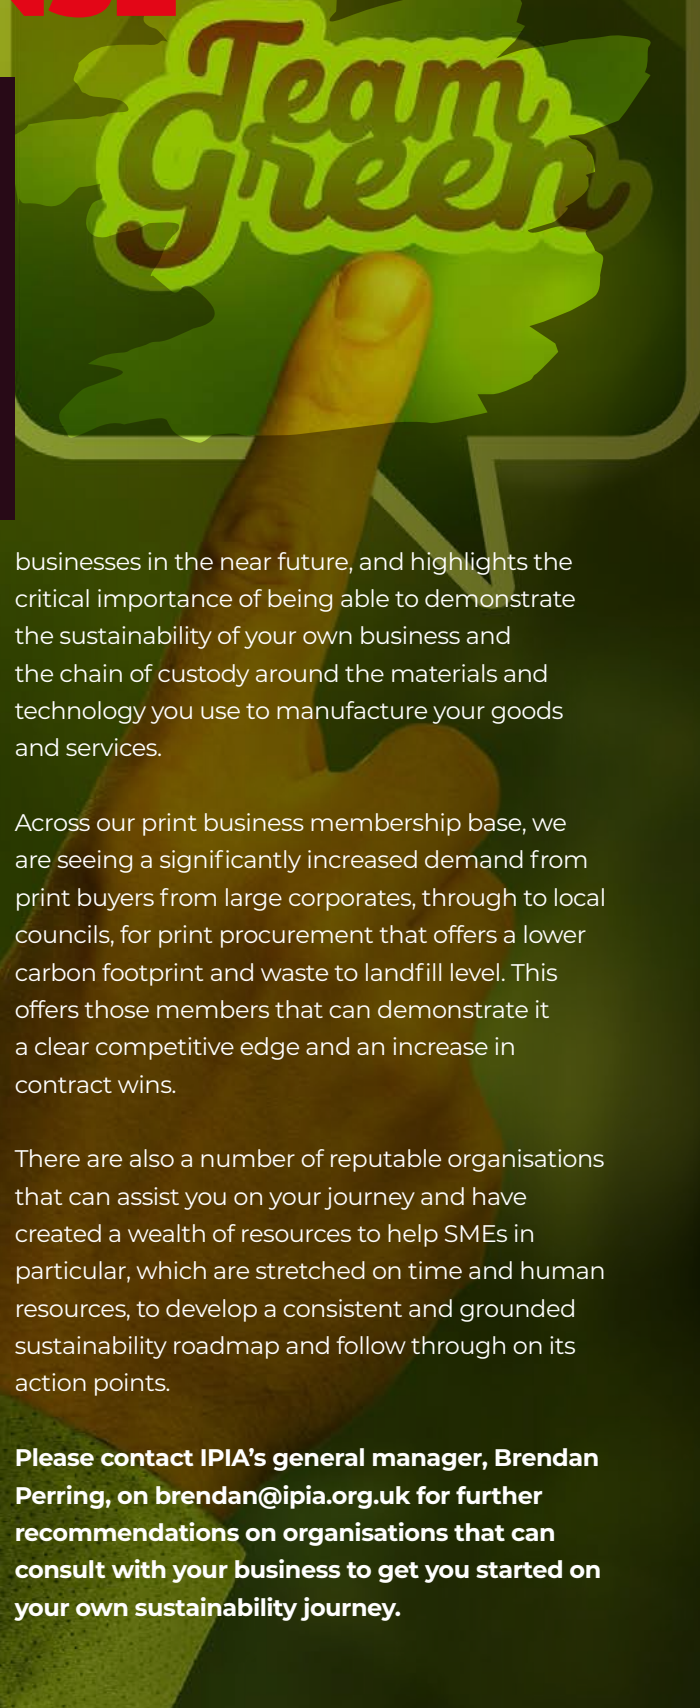 Team
Green
businesses in the near future, and highlights the
critical importance of being able to demonstrate
the sustainability of your own business and
the chain of custody around the materials and
technology you use to manufacture your goods
and services.
Across our print business membership base, we
are seeing a significantly increased demand from
print buyers from large corporates, through to local
councils, for print procurement that offers a lower
carbon footprint and waste to landfill level. This
offers those members that can demonstrate it
a clear competitive edge and an increase in
contract wins.
There are also a number of reputable organisations
that can assist you on your journey and have
created a wealth of resources to help SMEs in
particular, which are stretched on time and human
resources, to develop a consistent and grounded
sustainability roadmap and follow through on its
action points.
Please contact IPIA’s general manager, Brendan
Perring, on brendan@ipia.org.uk for further
recommendations on organisations that can
consult with your business to get you started on
your own sustainability journey.